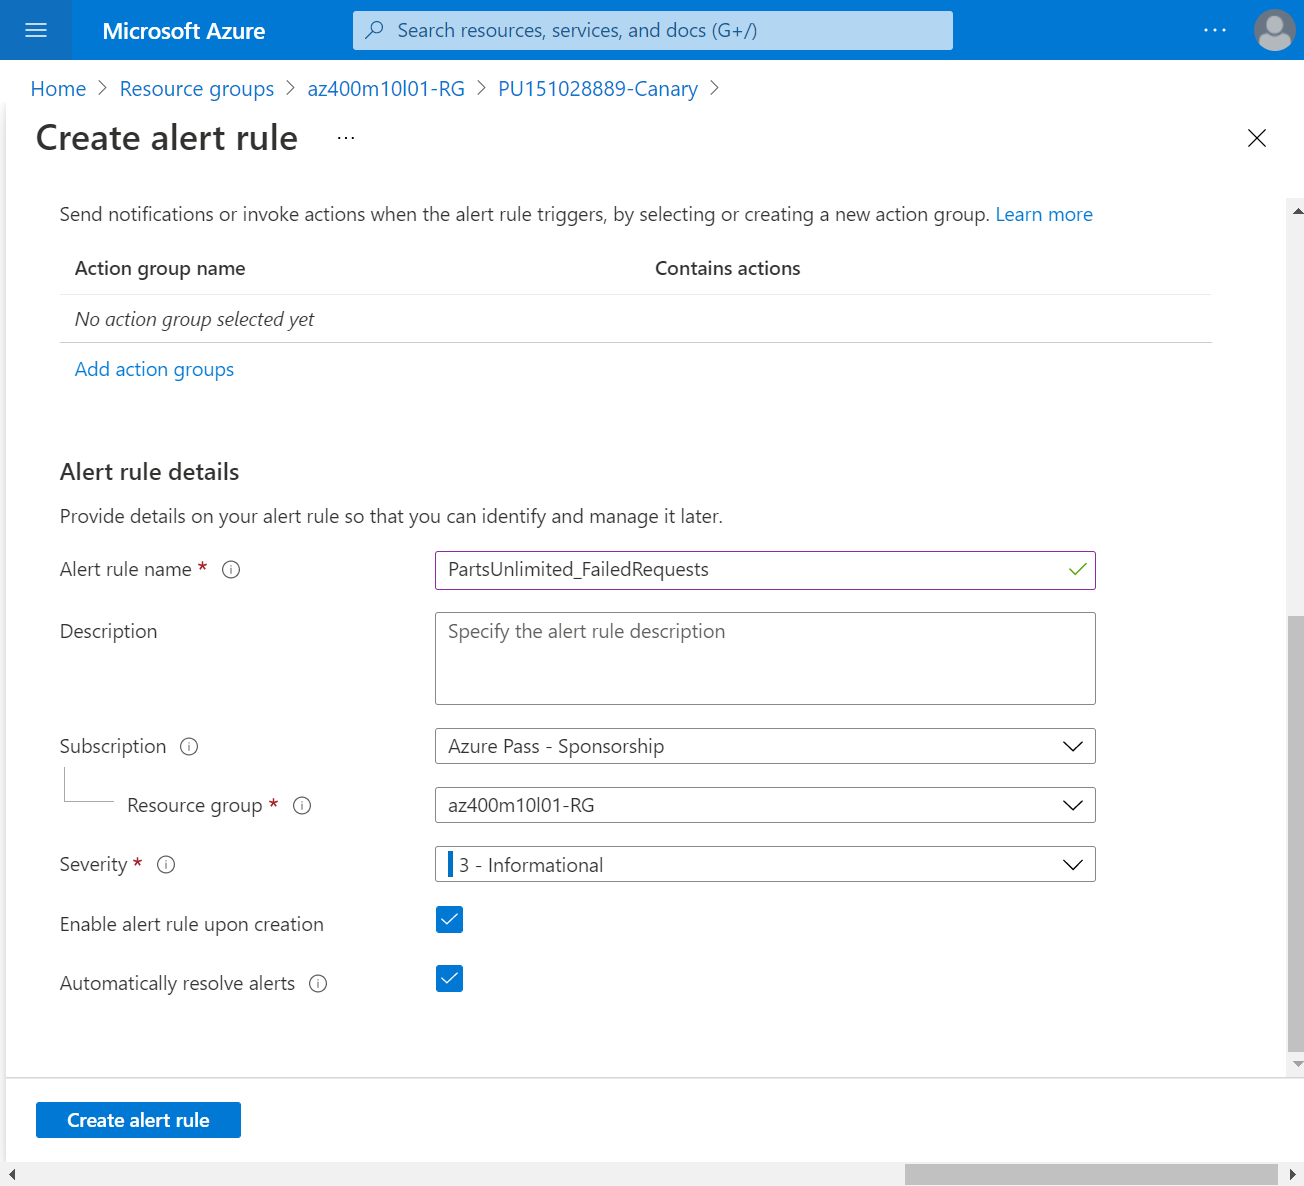 Microsoft Azure
Search resources, services, and docs (G+/)
Home > Resource groups > az400m10l01-RG > PU151028889-Canary >
Create alert rule ...
Send notifications or invoke actions when the alert rule triggers, by selecting or creating a new action group. Learn more
Action group name Contains actions
No action group selected yet
Add action groups
Alert rule details
Provide details on your alert rule so that you can identify and manage it later.
Alert rule name * PartsUnlimited_FailedRequests
Description Specify the alert rule description
Subscription Azure Pass - Sponsorship
Resource group * az400m10l01-RG
Severity * 3 - Informational
Enable alert rule upon creation
Automatically resolve alerts
Create alert rule